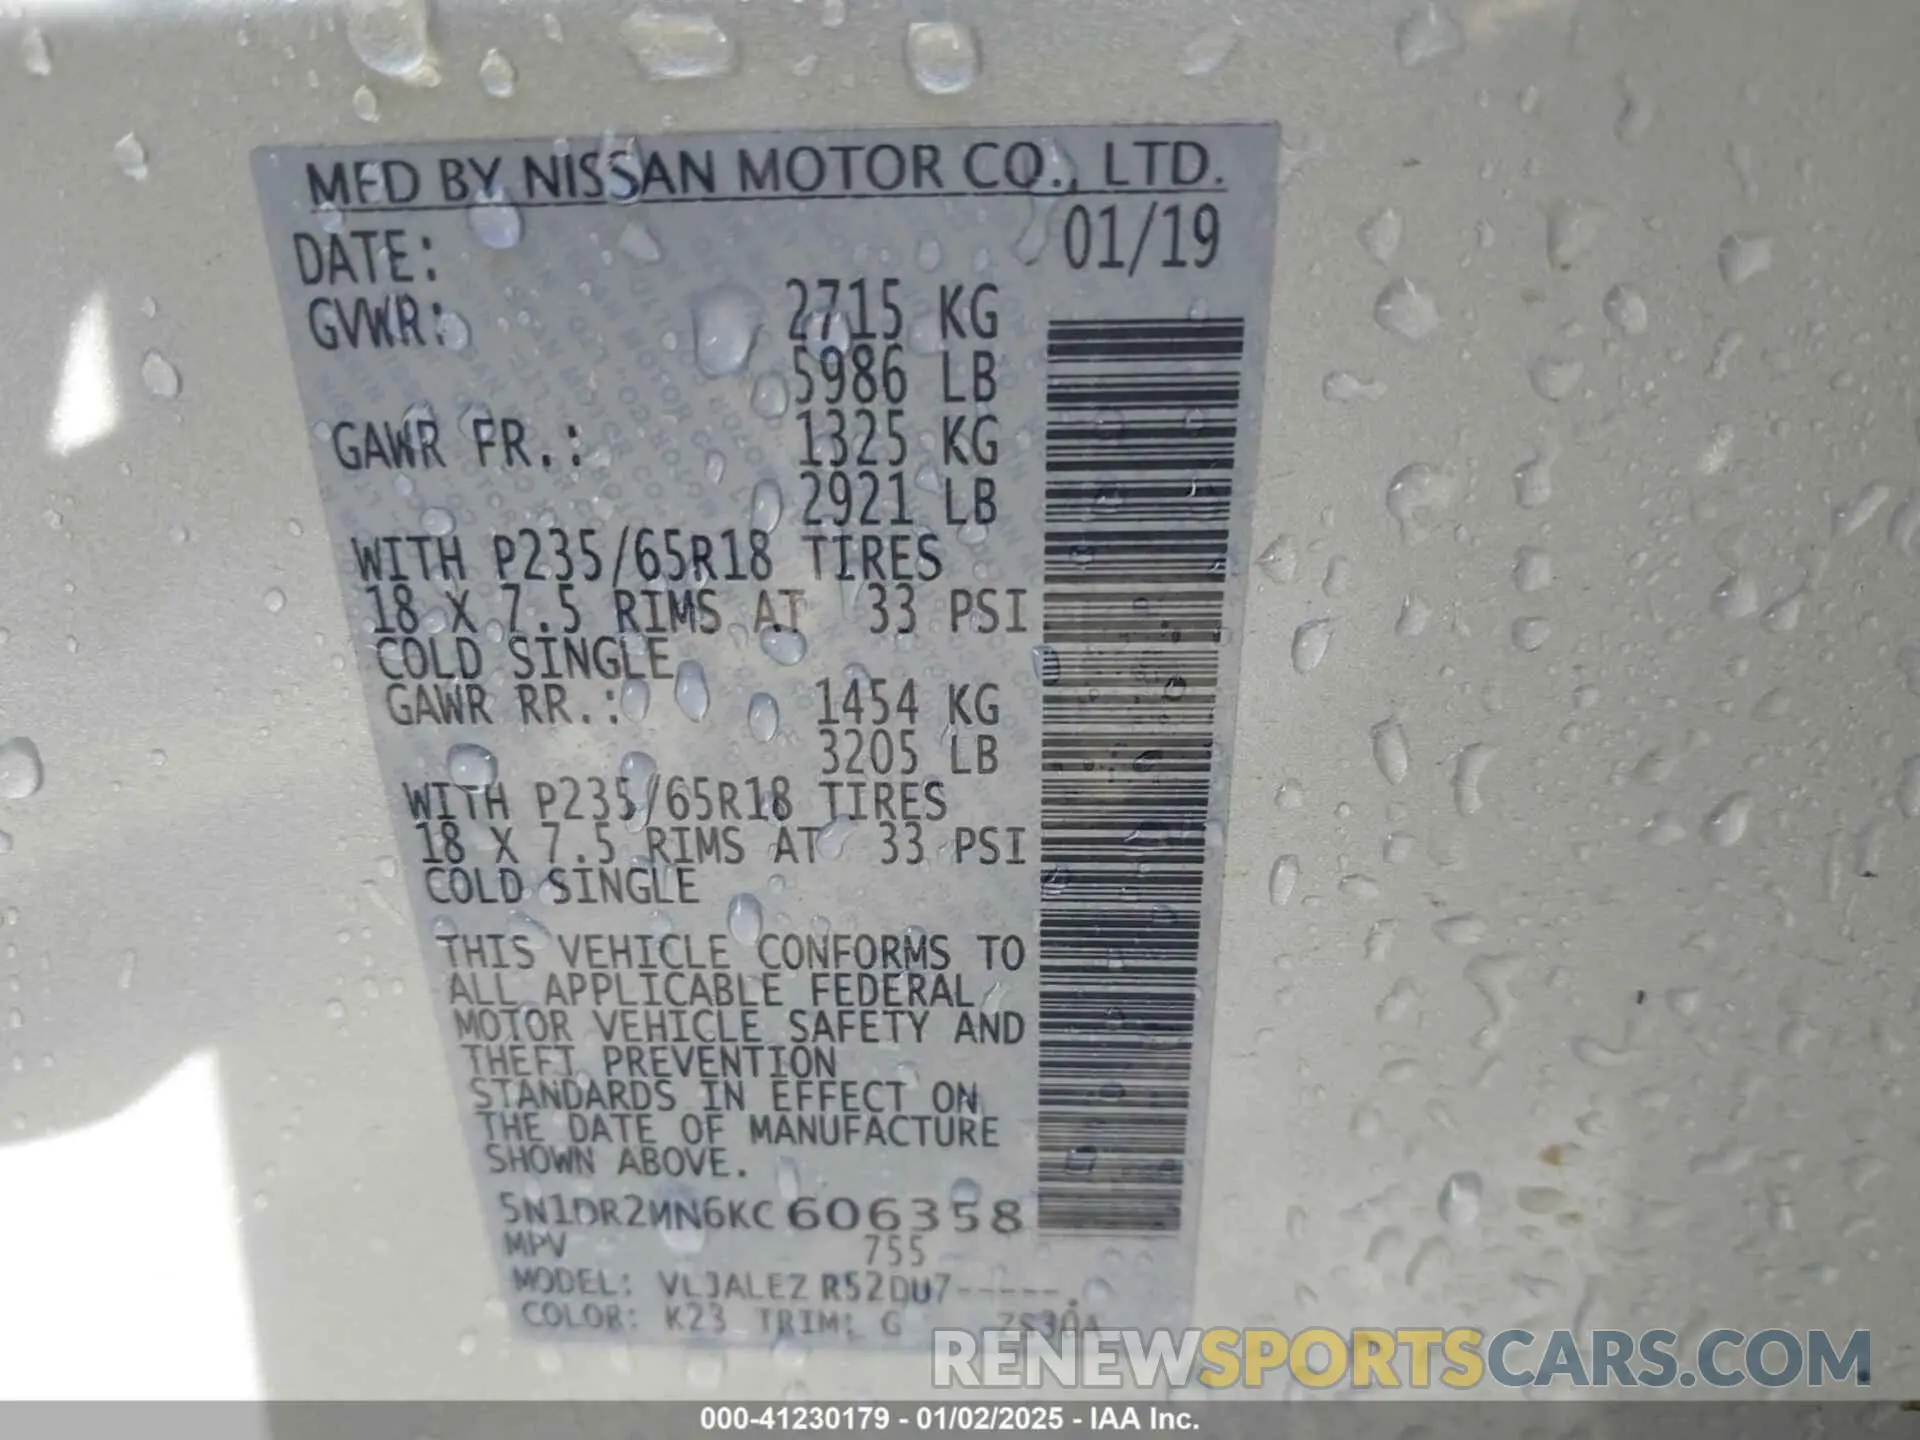 MFD BY NISSAN MOTOR CO., LTD.
DATE: 01/19
GVWR: 2715 KG
5986 LB
GAWR FR.: 1325 KG
2921 LB
WITH P235/65R18 TIRES
18 X 7.5 RIMS AT 33 PSI
COLD SINGLE
GAWR RR.: 1454 KG
3205 LB
WITH P235/65R18 TIRES
18 X 7.5 RIMS AT 33 PSI
COLD SINGLE
THIS VEHICLE CONFORMS TO
ALL APPLICABLE FEDERAL
MOTOR VEHICLE SAFETY AND
THEFT PREVENTION
STANDARDS IN EFFECT ON
THE DATE OF MANUFACTURE
SHOWN ABOVE.
5N1DR2MN6KC606358
MPV 755
MODEL: VLJALEZ R52DU7-----.
COLOR: K23 TRIM: G
RENEWSPORTSCARS.COM
000-41230179 - 01/02/2025 - IAA Inc.